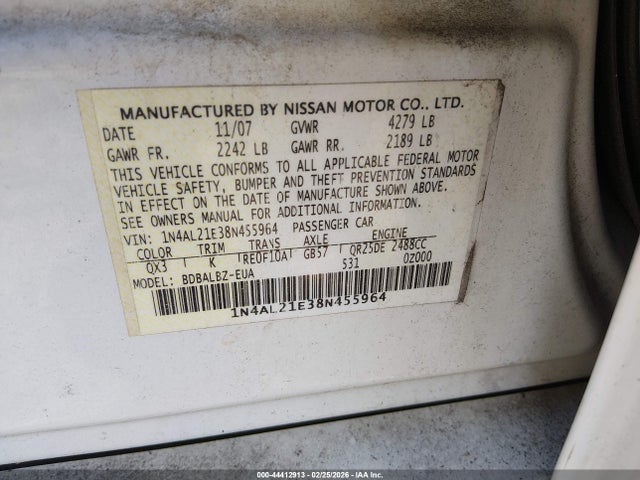 MANUFACTURED BY NISSAN MOTOR CO., LTD.
DATE 11/07 GVWR 4279 LB
GAWR FR. 2242 LB GAWR RR. 2189 LB
THIS VEHICLE CONFORMS TO ALL APPLICABLE FEDERAL MOTOR
VEHICLE SAFETY, BUMPER AND THEFT PREVENTION STANDARDS
IN EFFECT ON THE DATE OF MANUFACTURE SHOWN ABOVE.
SEE OWNERS MANUAL FOR ADDITIONAL INFORMATION.
VIN: 1N4AL21E38N455964 PASSENGER CAR
COLOR TRIM TRANS AXLE ENGINE
QX3 K RE0F10A GB57 QR25DE 2488CC
MODEL: BDBALBZ-EUA 531 02000
1N4AL21E38N455964
000-44412913 - 02/25/2026 - IAA Inc.